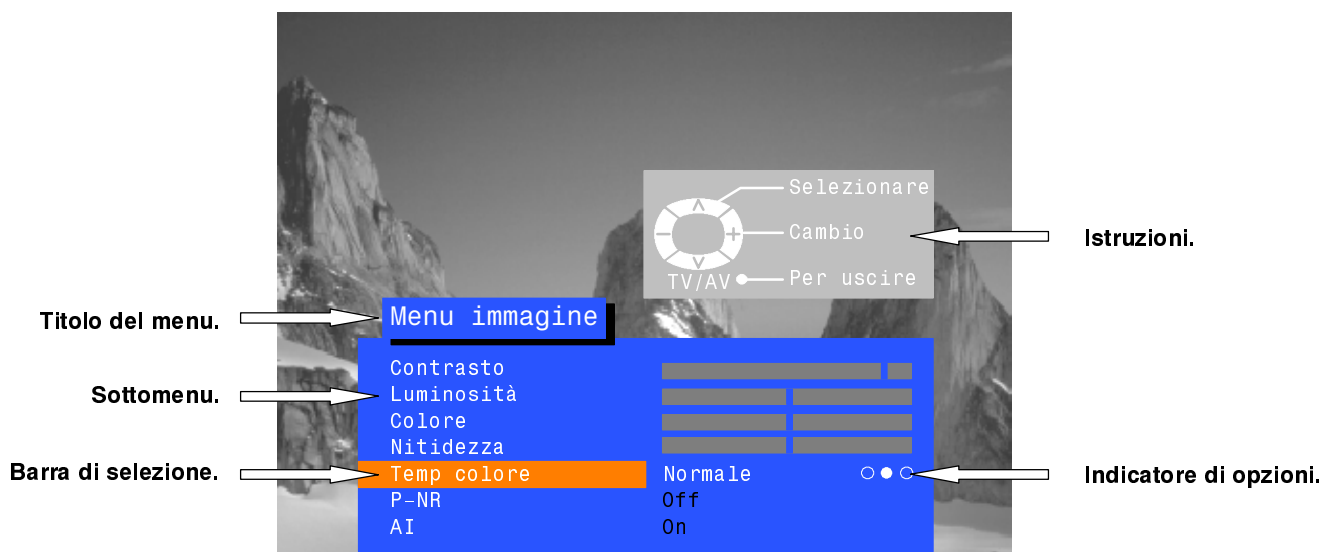 Selezionare
Cambio
Istruzioni.
TV/AV
Per uscire
Titolo del menu.
Menu immagine
Contrasto
Sottomenu.
Luminosità
Colore
Nitidezza
Barra di selezione.
Temp colore
Normale
Indicatore di opzioni.
P-NR
Off
AI
On